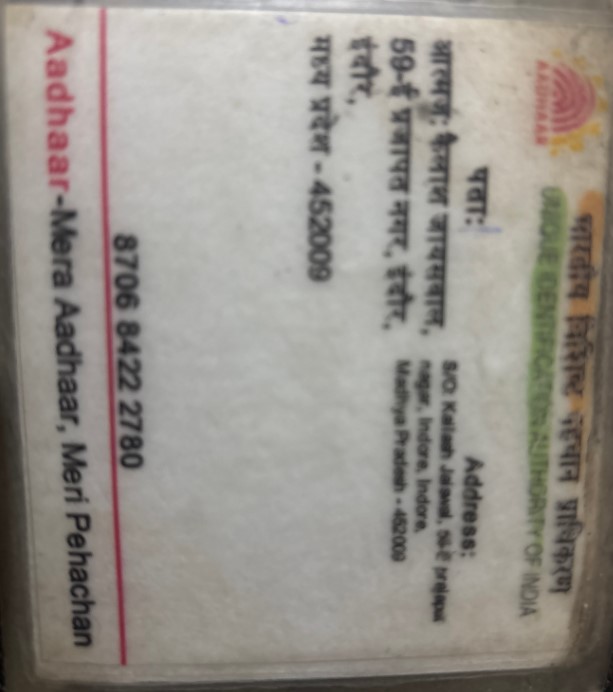 भारतीय विशिष्ट पहचान प्राधिकरण
UNIQUE IDENTIFICATION AUTHORITY OF INDIA
AADHAAR
पता:
आत्मज: कैलाश जायसवाल,
59-ई प्रजापत नगर, इंदौर,
इंदौर,
मध्य प्रदेश - 452009
Address:
S/O: Kailash Jaiswal, 59-ई prajapat
nagar, Indore, Indore,
Madhya Pradesh - 452009
8706 8422 2780
Aadhaar-Mera Aadhaar, Meri Pehachan